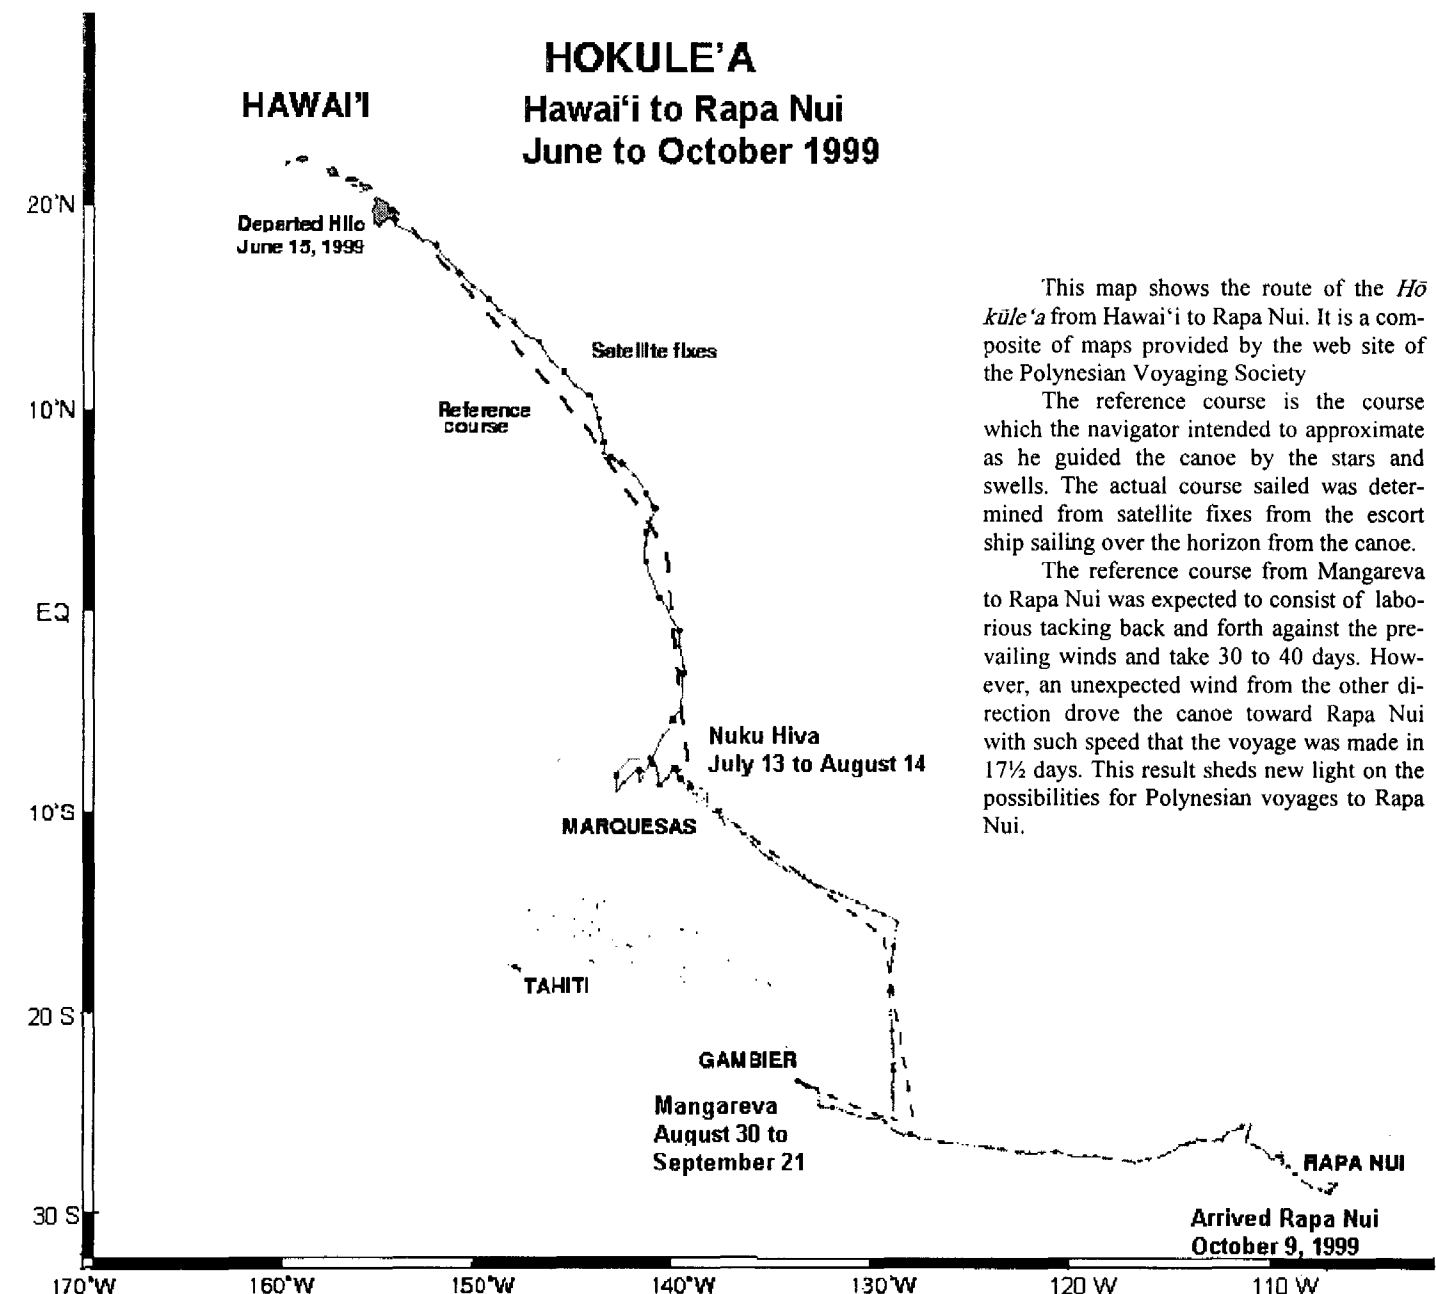 HOKULE'A
Hawai‘i to Rapa Nui
June to October 1999
HAWAI'I
20°N
Departed Hilo
June 15, 1999
This map shows the route of the Hō
kūle‘a from Hawai‘i to Rapa Nui. It is a com-
posite of maps provided by the web site of
the Polynesian Voyaging Society
The reference course is the course
which the navigator intended to approximate
as he guided the canoe by the stars and
swells. The actual course sailed was deter-
mined from satellite fixes from the escort
ship sailing over the horizon from the canoe.
The reference course from Mangareva
to Rapa Nui was expected to consist of labo-
rious tacking back and forth against the pre-
vailing winds and take 30 to 40 days. How-
ever, an unexpected wind from the other di-
rection drove the canoe toward Rapa Nui
with such speed that the voyage was made in
17½ days. This result sheds new light on the
possibilities for Polynesian voyages to Rapa
Nui.
Satellite fixes
10°N
Reference
course
EQ
Nuku Hiva
July 13 to August 14
10°S
MARQUESAS
TAHITI
20 S
GAMBIER
Mangareva
August 30 to
September 21
RAPA NUI
30 S
Arrived Rapa Nui
October 9, 1999
170°W
160°W
150°W
140°W
130°W
120 W
110 W